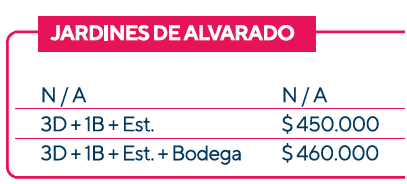 JARDINES DE ALVARADO
N / A N / A
3D + 1B + Est. $ 450.000
3D + 1B + Est. + Bodega $ 460.000